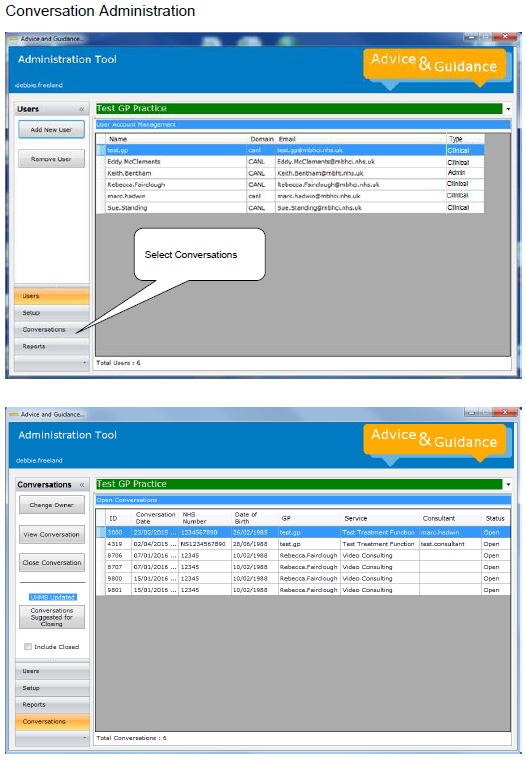 Conversation Administration
Advice and Guidance...
Administration Tool
Advice & Guidance
debbie.freeland
Users «
Test GP Practice
Add New User
Remove User
User Account Management
Name Domain Email Type
test.gp canl test.gp@mbhci.nhs.uk Clinical
Eddy.McClements CANL Eddy.McClements@mbhci.nhs.uk Clinical
Keith.Bentham CANL Keith.Bentham@mbht.nhs.uk Admin
Rebecca.Fairclough CANL Rebecca.Fairclough@mbhci.nhs.uk Clinical
marc.hadwin canl marc.hadwin@mbhci.nhs.uk Clinical
Sue.Standing CANL Sue.Standing@mbhci.nhs.uk Clinical
Select Conversations
Users
Setup
Conversations
Reports
Total Users : 6
Advice and Guidance...
Administration Tool
Advice & Guidance
debbie.freeland
Conversations «
Test GP Practice
Change Owner
View Conversation
Close Conversation
UHMB Updated
Conversations
Suggested for
Closing
Include Closed
Open Conversations
ID Conversation Date NHS Number Date of Birth GP Service Consultant Status
3000 23/02/2015 ... 1234567890 26/02/1985 test.gp Test Treatment Function marc.hadwin Open
4319 02/04/2015 ... NS1234567890 28/06/1988 test.gp Test Treatment Function test.consultant Open
8706 07/01/2016 ... 12345 10/02/1988 Rebecca.Fairclough Video Consulting Open
8707 07/01/2016 ... 12345 10/02/1988 Rebecca.Fairclough Video Consulting Open
9800 15/01/2016 ... 12345 10/02/1988 Rebecca.Fairclough Video Consulting Open
9801 15/01/2016 ... 12345 10/02/1988 Rebecca.Fairclough Video Consulting Open
Users
Setup
Reports
Conversations
Total Conversations : 6